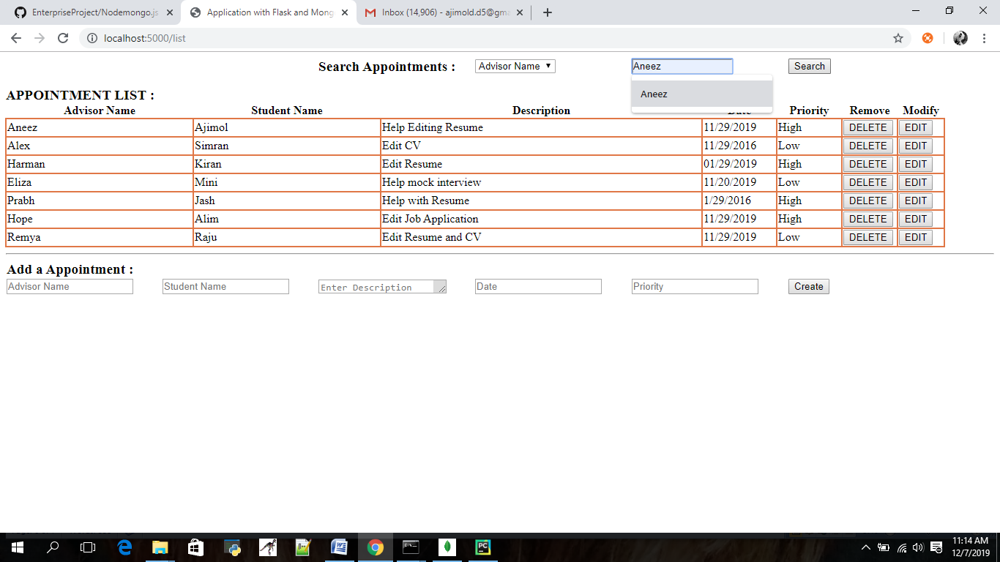 EnterpriseProject/Nodemongo.js Application with Flask and Mong Inbox (14,906) - ajimold.d5@gma
localhost:5000/list
Search Appointments : Advisor Name Aneez Search
Aneez
APPOINTMENT LIST :
Advisor Name Student Name Description Priority Remove Modify
Aneez Ajimol Help Editing Resume 11/29/2019 High DELETE EDIT
Alex Simran Edit CV 11/29/2016 Low DELETE EDIT
Harman Kiran Edit Resume 01/29/2019 High DELETE EDIT
Eliza Mini Help mock interview 11/20/2019 Low DELETE EDIT
Prabh Jash Help with Resume 1/29/2016 High DELETE EDIT
Hope Alim Edit Job Application 11/29/2019 High DELETE EDIT
Remya Raju Edit Resume and CV 11/29/2019 Low DELETE EDIT
Add a Appointment :
Advisor Name Student Name Enter Description Date Priority Create
11:14 AM
12/7/2019